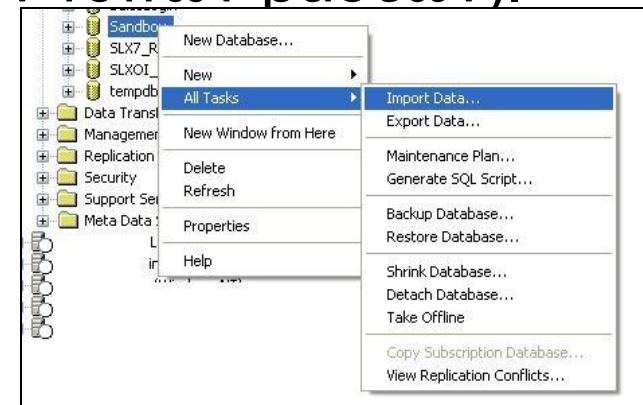 Sandbox
SLX7_R
SLXOI_
tempdb
Data Transf
Managemen
Replication
Security
Support Ser
Meta Data
New Database...
New
All Tasks
New Window from Here
Delete
Refresh
Properties
Help
Import Data...
Export Data...
Maintenance Plan...
Generate SQL Script...
Backup Database...
Restore Database...
Shrink Database...
Detach Database...
Take Offline
Copy Subscription Database...
View Replication Conflicts...